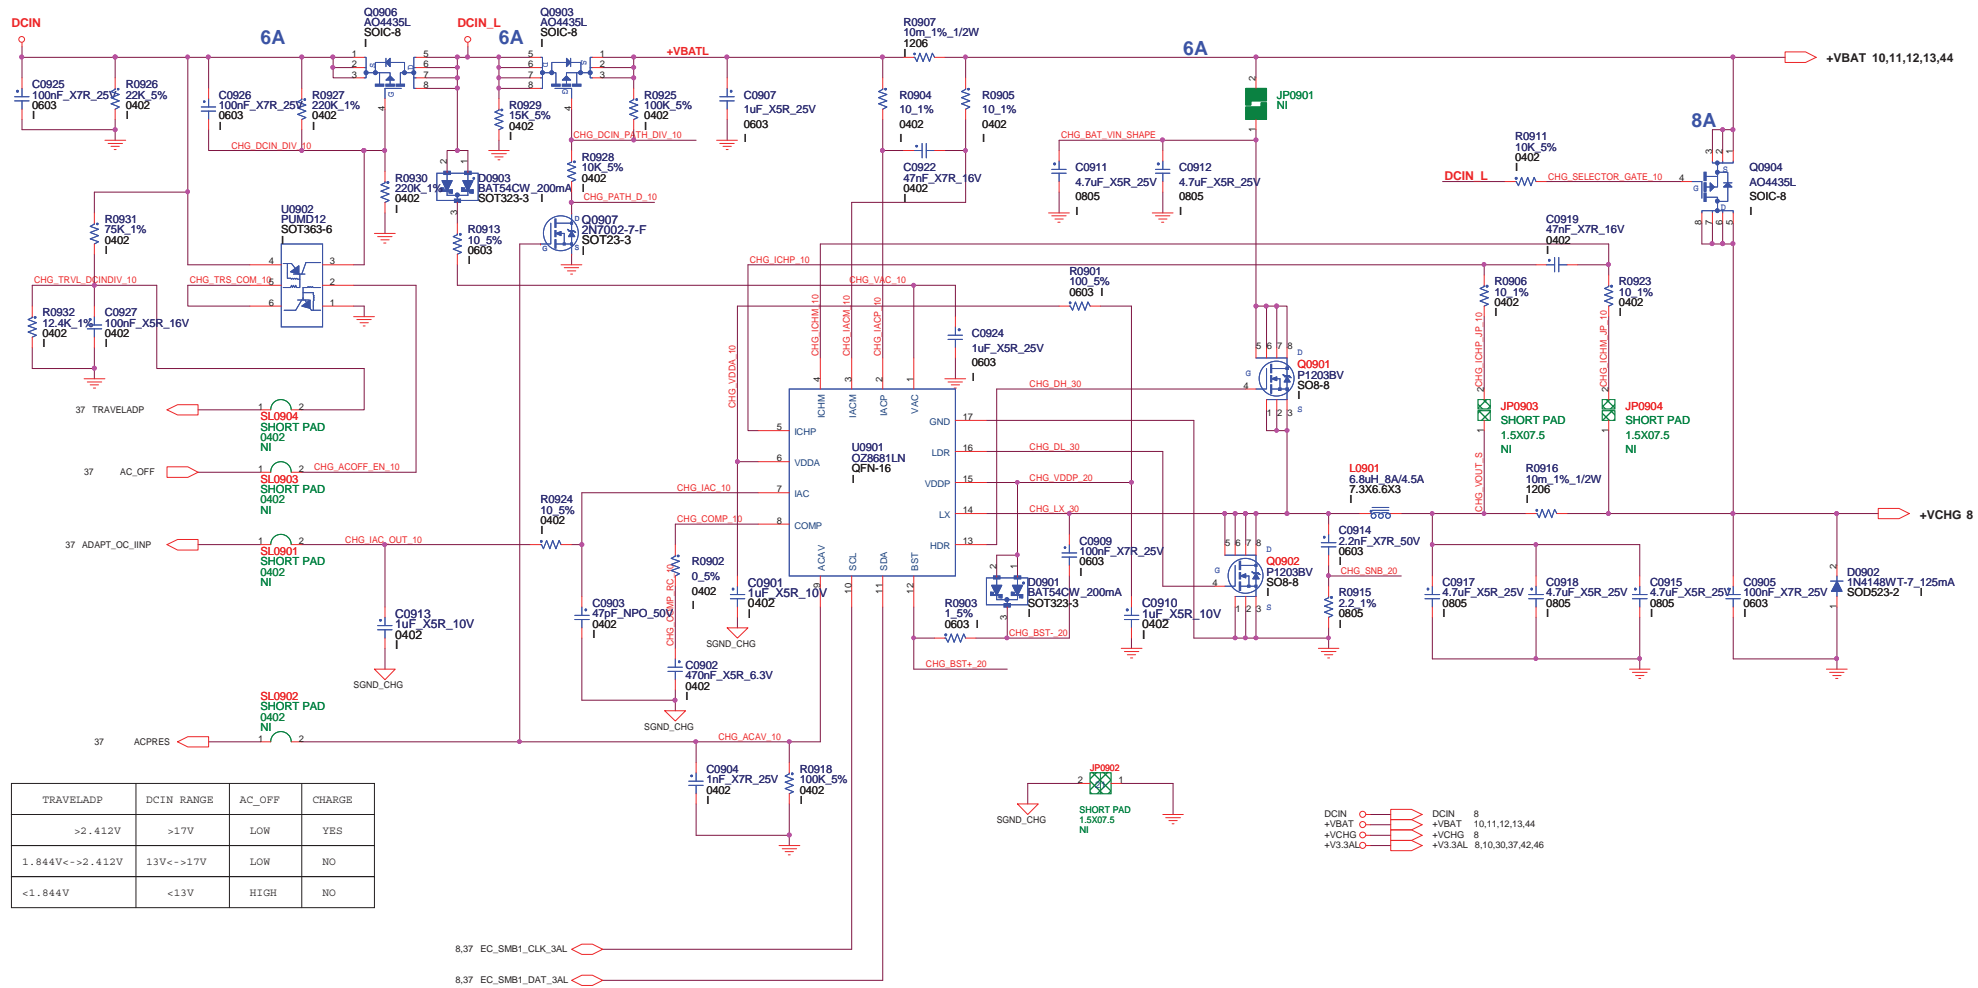 DCIN
6A
Q0906
AO4435L
SOIC-8
I
DCIN_L
6A
Q0903
AO4435L
SOIC-8
I
+VBATL
R0907
10m_1%_1/2W
1206
I
6A
+VBAT 10,11,12,13,44
C0925
100nF_X7R_25V
0603
I
R0926
22K_5%
0402
I
C0926
100nF_X7R_25V
0603
I
R0927
220K_1%
0402
I
R0929
15K_5%
0402
I
R0925
100K_5%
0402
I
C0907
1uF_X5R_25V
0603
I
R0904
10_1%
0402
I
R0905
10_1%
0402
I
JP0901
NI
8A
CHG_DCIN_DIV_10
CHG_DCIN_PATH_DIV_10
CHG_BAT_VIN_SHAPE
R0928
10K_5%
0402
I
C0922
47nF_X7R_16V
0402
I
C0911
4.7uF_X5R_25V
0805
I
C0912
4.7uF_X5R_25V
0805
I
R0911
10K_5%
0402
I
DCIN_L
CHG_SELECTOR_GATE_10
Q0904
AO4435L
SOIC-8
I
R0930
220K_1%
0402
I
D0903
BAT54CW_200mA
SOT323-3
I
CHG_PATH_D_10
Q0907
2N7002-7-F
SOT23-3
I
R0913
10_5%
0603
I
R0931
75K_1%
0402
I
U0902
PUMD12
SOT363-6
I
C0919
47nF_X7R_16V
0402
I
CHG_TRVL_DCINDIV_10
CHG_TRS_COM_10
R0932
12.4K_1%
0402
I
C0927
100nF_X5R_16V
0402
I
CHG_ICHP_10
CHG_VAC_10
R0901
100_5%
0603 I
R0906
10_1%
0402
I
R0923
10_1%
0402
I
CHG_VDDA_10
CHG_ICHM_10
CHG_IACM_10
CHG_IACP_10
C0924
1uF_X5R_25V
0603
I
CHG_ICHP_JP_10
CHG_ICHM_JP_10
Q0901
P1203BV
SO8-8
I
CHG_DH_30
37 TRAVELADP
SL0904
SHORT PAD
0402
NI
37 AC_OFF
SL0903
SHORT PAD
0402
NI
CHG_ACOFF_EN_10
37 ADAPT_OC_IINP
SL0901
SHORT PAD
0402
NI
CHG_IAC_OUT_10
R0924
10_5%
0402
I
CHG_IAC_10
CHG_COMP_10
U0901
OZ8681LN
QFN-16
I
ICHM
IACM
IACP
VAC
ICHP
VDDA
IAC
COMP
GND
LDR
VDDP
LX
HDR
ACAV
SCL
SDA
BST
CHG_DL_30
CHG_VDDP_20
CHG_LX_30
JP0903
SHORT PAD
1.5X07.5
NI
JP0904
SHORT PAD
1.5X07.5
NI
CHG_VOUT_S
L0901
6.8uH_8A/4.5A
7.3X6.6X3
I
R0916
10m_1%_1/2W
1206
I
+VCHG 8
R0902
0_5%
0402
I
CHG_COMP_RC_10
C0901
1uF_X5R_10V
0402
I
C0903
47pF_NPO_50V
0402
I
C0902
470nF_X5R_6.3V
0402
I
C0913
1uF_X5R_10V
0402
I
SGND_CHG
SGND_CHG
SGND_CHG
C0909
100nF_X7R_25V
0603
I
D0901
BAT54CW_200mA
SOT323-3
I
R0903
1_5%
0603
I
CHG_BST-_20
CHG_BST+_20
C0910
1uF_X5R_10V
0402
I
Q0902
P1203BV
SO8-8
I
C0914
2.2nF_X7R_50V
0603
I
CHG_SNB_20
R0915
2.2_1%
0805
I
C0917
4.7uF_X5R_25V
0805
I
C0918
4.7uF_X5R_25V
0805
I
C0915
4.7uF_X5R_25V
0805
I
C0905
100nF_X7R_25V
0603
I
D0902
1N4148WT-7_125mA
SOD523-2
I
37 ACPRES
SL0902
SHORT PAD
0402
NI
CHG_ACAV_10
C0904
1nF_X7R_25V
0402
I
R0918
100K_5%
0402
I
SGND_CHG
JP0902
SHORT PAD
1.5X07.5
NI
TRAVELADP DCIN RANGE AC_OFF CHARGE
>2.412V >17V LOW YES
1.844V<->2.412V 13V<->17V LOW NO
<1.844V <13V HIGH NO
DCIN DCIN 8
+VBAT +VBAT 10,11,12,13,44
+VCHG +VCHG 8
+V3.3AL +V3.3AL 8,10,30,37,42,46
8,37 EC_SMB1_CLK_3AL
8,37 EC_SMB1_DAT_3AL